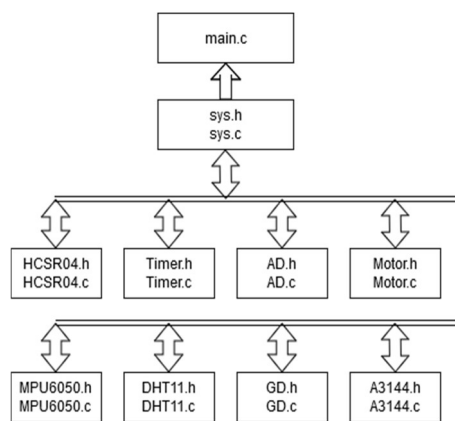 main.c
sys.h
sys.c
HCSR04.h
HCSR04.c
Timer.h
Timer.c
AD.h
AD.c
Motor.h
Motor.c
MPU6050.h
MPU6050.c
DHT11.h
DHT11.c
GD.h
GD.c
A3144.h
A3144.c